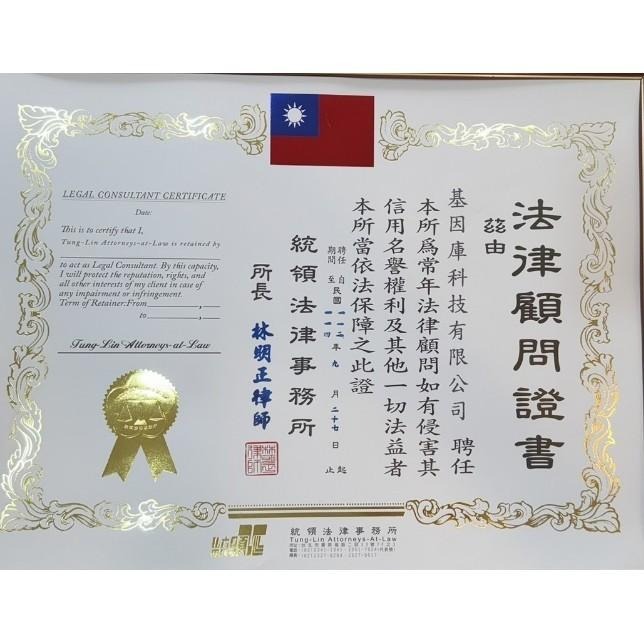 法律顧問證書
茲由
基因庫科技有限公司 聘任
本所為常年法律顧問如有侵害其
信用名譽權利及其他一切法益者
本所當依法保障之此證
聘任 自 民國 一一二 年 九 月 二十七 日 起
期間 至 一一四 止
統領法律事務所
所長 林明正律師
LEGAL CONSULTANT CERTIFICATE
Date:
This is to certify that I,
Tung-Lin Attorneys-at-Law is retained by
to act as Legal Consultant. By this capacity,
I will protect the reputation, rights, and
all other interests of my client in case of
any impairment or infringement.
Term of Retainer:From
to
Tung-Lin Attorneys-at-Law
統領法律事務所
Tung-Lin Attorneys-At-Law